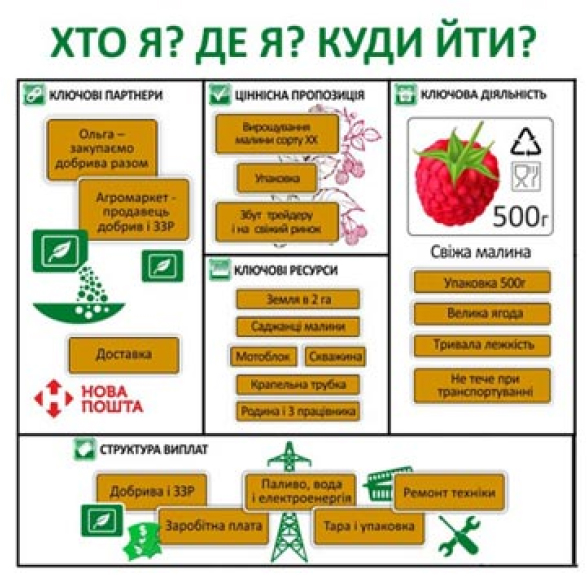 ХТО Я? ДЕ Я? КУДИ ЙТИ?
КЛЮЧОВІ ПАРТНЕРИ
Ольга –
закупаємо
добрива разом
Агромаркет -
продавець
добрив і ЗЗР
Доставка
НОВА
ПОШТА
ЦІННІСНА ПРОПОЗИЦІЯ
Вирощування
малини сорту ХХ
Упаковка
Збут трейдеру
і на свіжий ринок
КЛЮЧОВІ РЕСУРСИ
Земля в 2 га
Саджанці малини
Мотоблок
Скважина
Крапельна трубка
Родина і 3 працівника
КЛЮЧОВА ДІЯЛЬНІСТЬ
500г
Свіжа малина
Упаковка 500г
Велика ягода
Тривала лежкість
Не тече при
транспортуванні
СТРУКТУРА ВИПЛАТ
Добрива і ЗЗР
Заробітна плата
Паливо, вода
і електроенергія
Тара і упаковка
Ремонт техніки